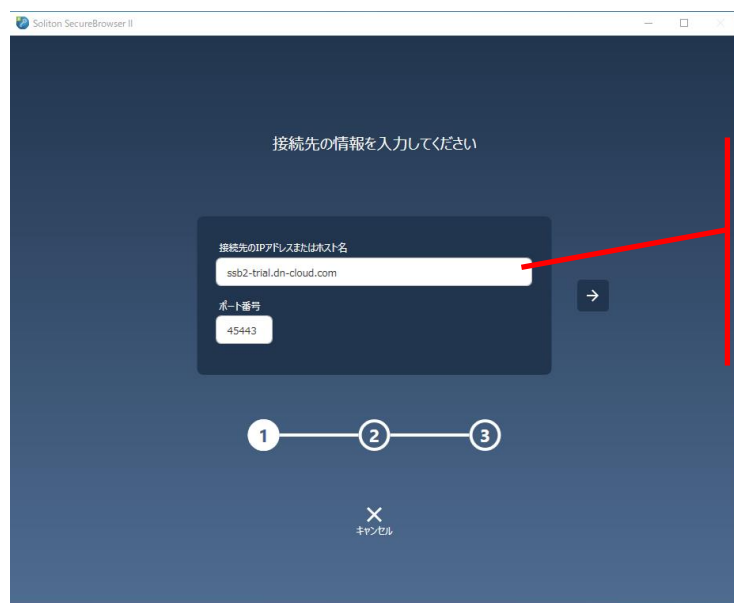 Soliton SecureBrowser II
接続先の情報を入力してください
接続先のIPアドレスまたはホスト名
ssb2-trial.dn-cloud.com
ポート番号
45443
1
2
3
キャンセル